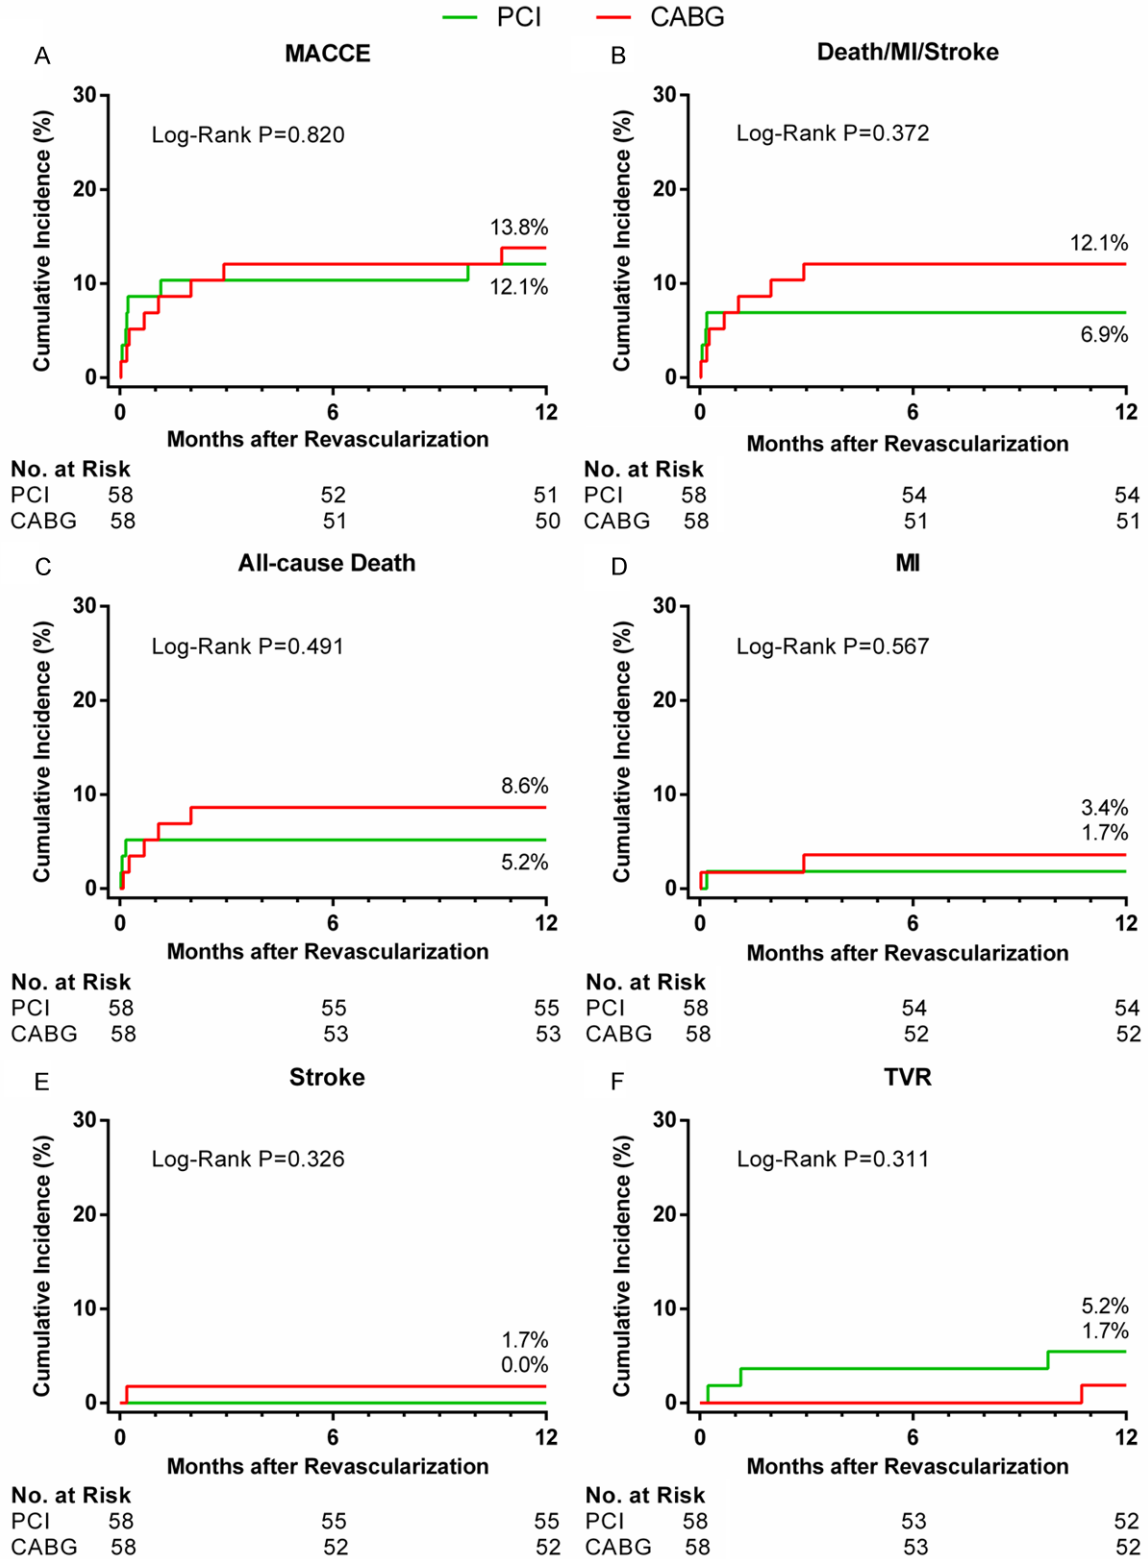 PCI CABG
A MACCE
Cumulative Incidence (%)
30
20
10
0
Log-Rank P=0.820
13.8%
12.1%
0 6 12
Months after Revascularization
No. at Risk
PCI 58 52 51
CABG 58 51 50
B Death/MI/Stroke
Cumulative Incidence (%)
30
20
10
0
Log-Rank P=0.372
12.1%
6.9%
0 6 12
Months after Revascularization
No. at Risk
PCI 58 54 54
CABG 58 51 51
C All-cause Death
Cumulative Incidence (%)
30
20
10
0
Log-Rank P=0.491
8.6%
5.2%
0 6 12
Months after Revascularization
No. at Risk
PCI 58 55 55
CABG 58 53 53
D MI
Cumulative Incidence (%)
30
20
10
0
Log-Rank P=0.567
3.4%
1.7%
0 6 12
Months after Revascularization
No. at Risk
PCI 58 54 54
CABG 58 52 52
E Stroke
Cumulative Incidence (%)
30
20
10
0
Log-Rank P=0.326
1.7%
0.0%
0 6 12
Months after Revascularization
No. at Risk
PCI 58 55 55
CABG 58 52 52
F TVR
Cumulative Incidence (%)
30
20
10
0
Log-Rank P=0.311
5.2%
1.7%
0 6 12
Months after Revascularization
No. at Risk
PCI 58 53 52
CABG 58 53 52